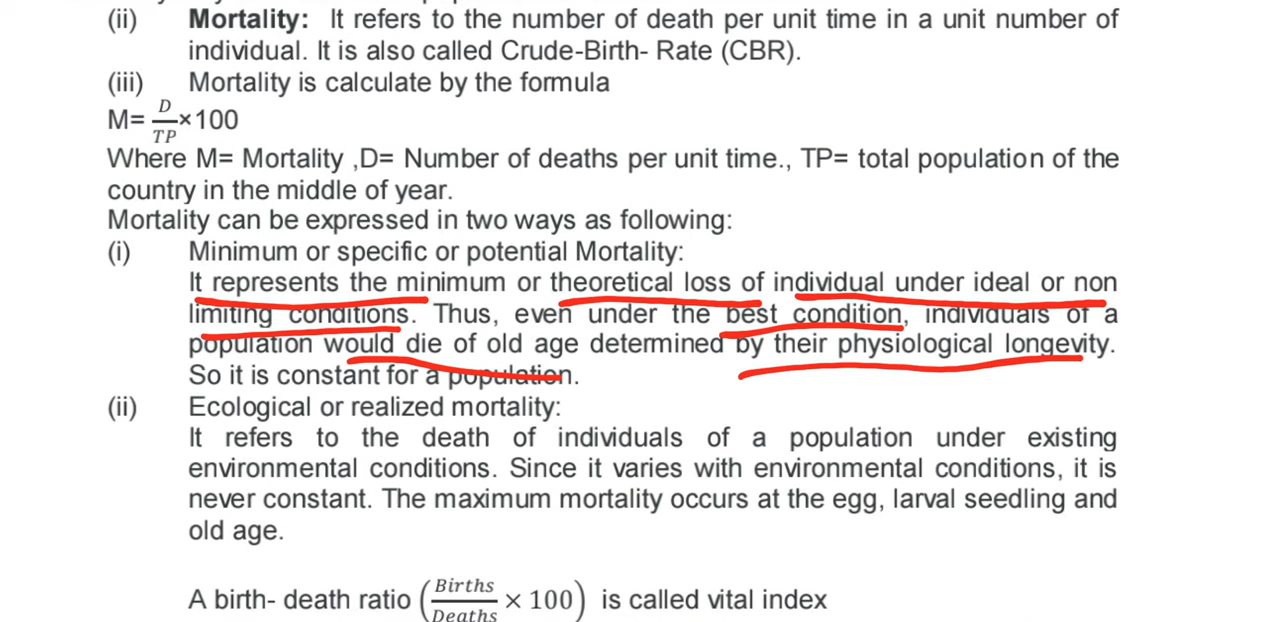 (ii) Mortality: It refers to the number of death per unit time in a unit number of
individual. It is also called Crude-Birth- Rate (CBR).
(iii) Mortality is calculate by the formula
M= D/TP ×100
Where M= Mortality ,D= Number of deaths per unit time., TP= total population of the
country in the middle of year.
Mortality can be expressed in two ways as following:
(i) Minimum or specific or potential Mortality:
It represents the minimum or theoretical loss of individual under ideal or non
limiting conditions. Thus, even under the best condition, individuals of a
population would die of old age determined by their physiological longevity.
So it is constant for a population.
(ii) Ecological or realized mortality:
It refers to the death of individuals of a population under existing
environmental conditions. Since it varies with environmental conditions, it is
never constant. The maximum mortality occurs at the egg, larval seedling and
old age.
A birth- death ratio (Births/Deaths × 100) is called vital index